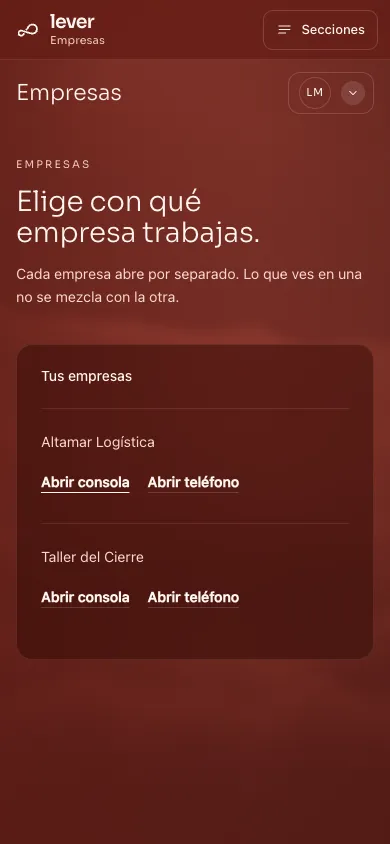 lever
Empresas
Secciones
Empresas
LM
EMPRESAS
Elige con qué
empresa trabajas.
Cada empresa abre por separado. Lo que ves en una
no se mezcla con la otra.
Tus empresas
Altamar Logística
Abrir consola Abrir teléfono
Taller del Cierre
Abrir consola Abrir teléfono